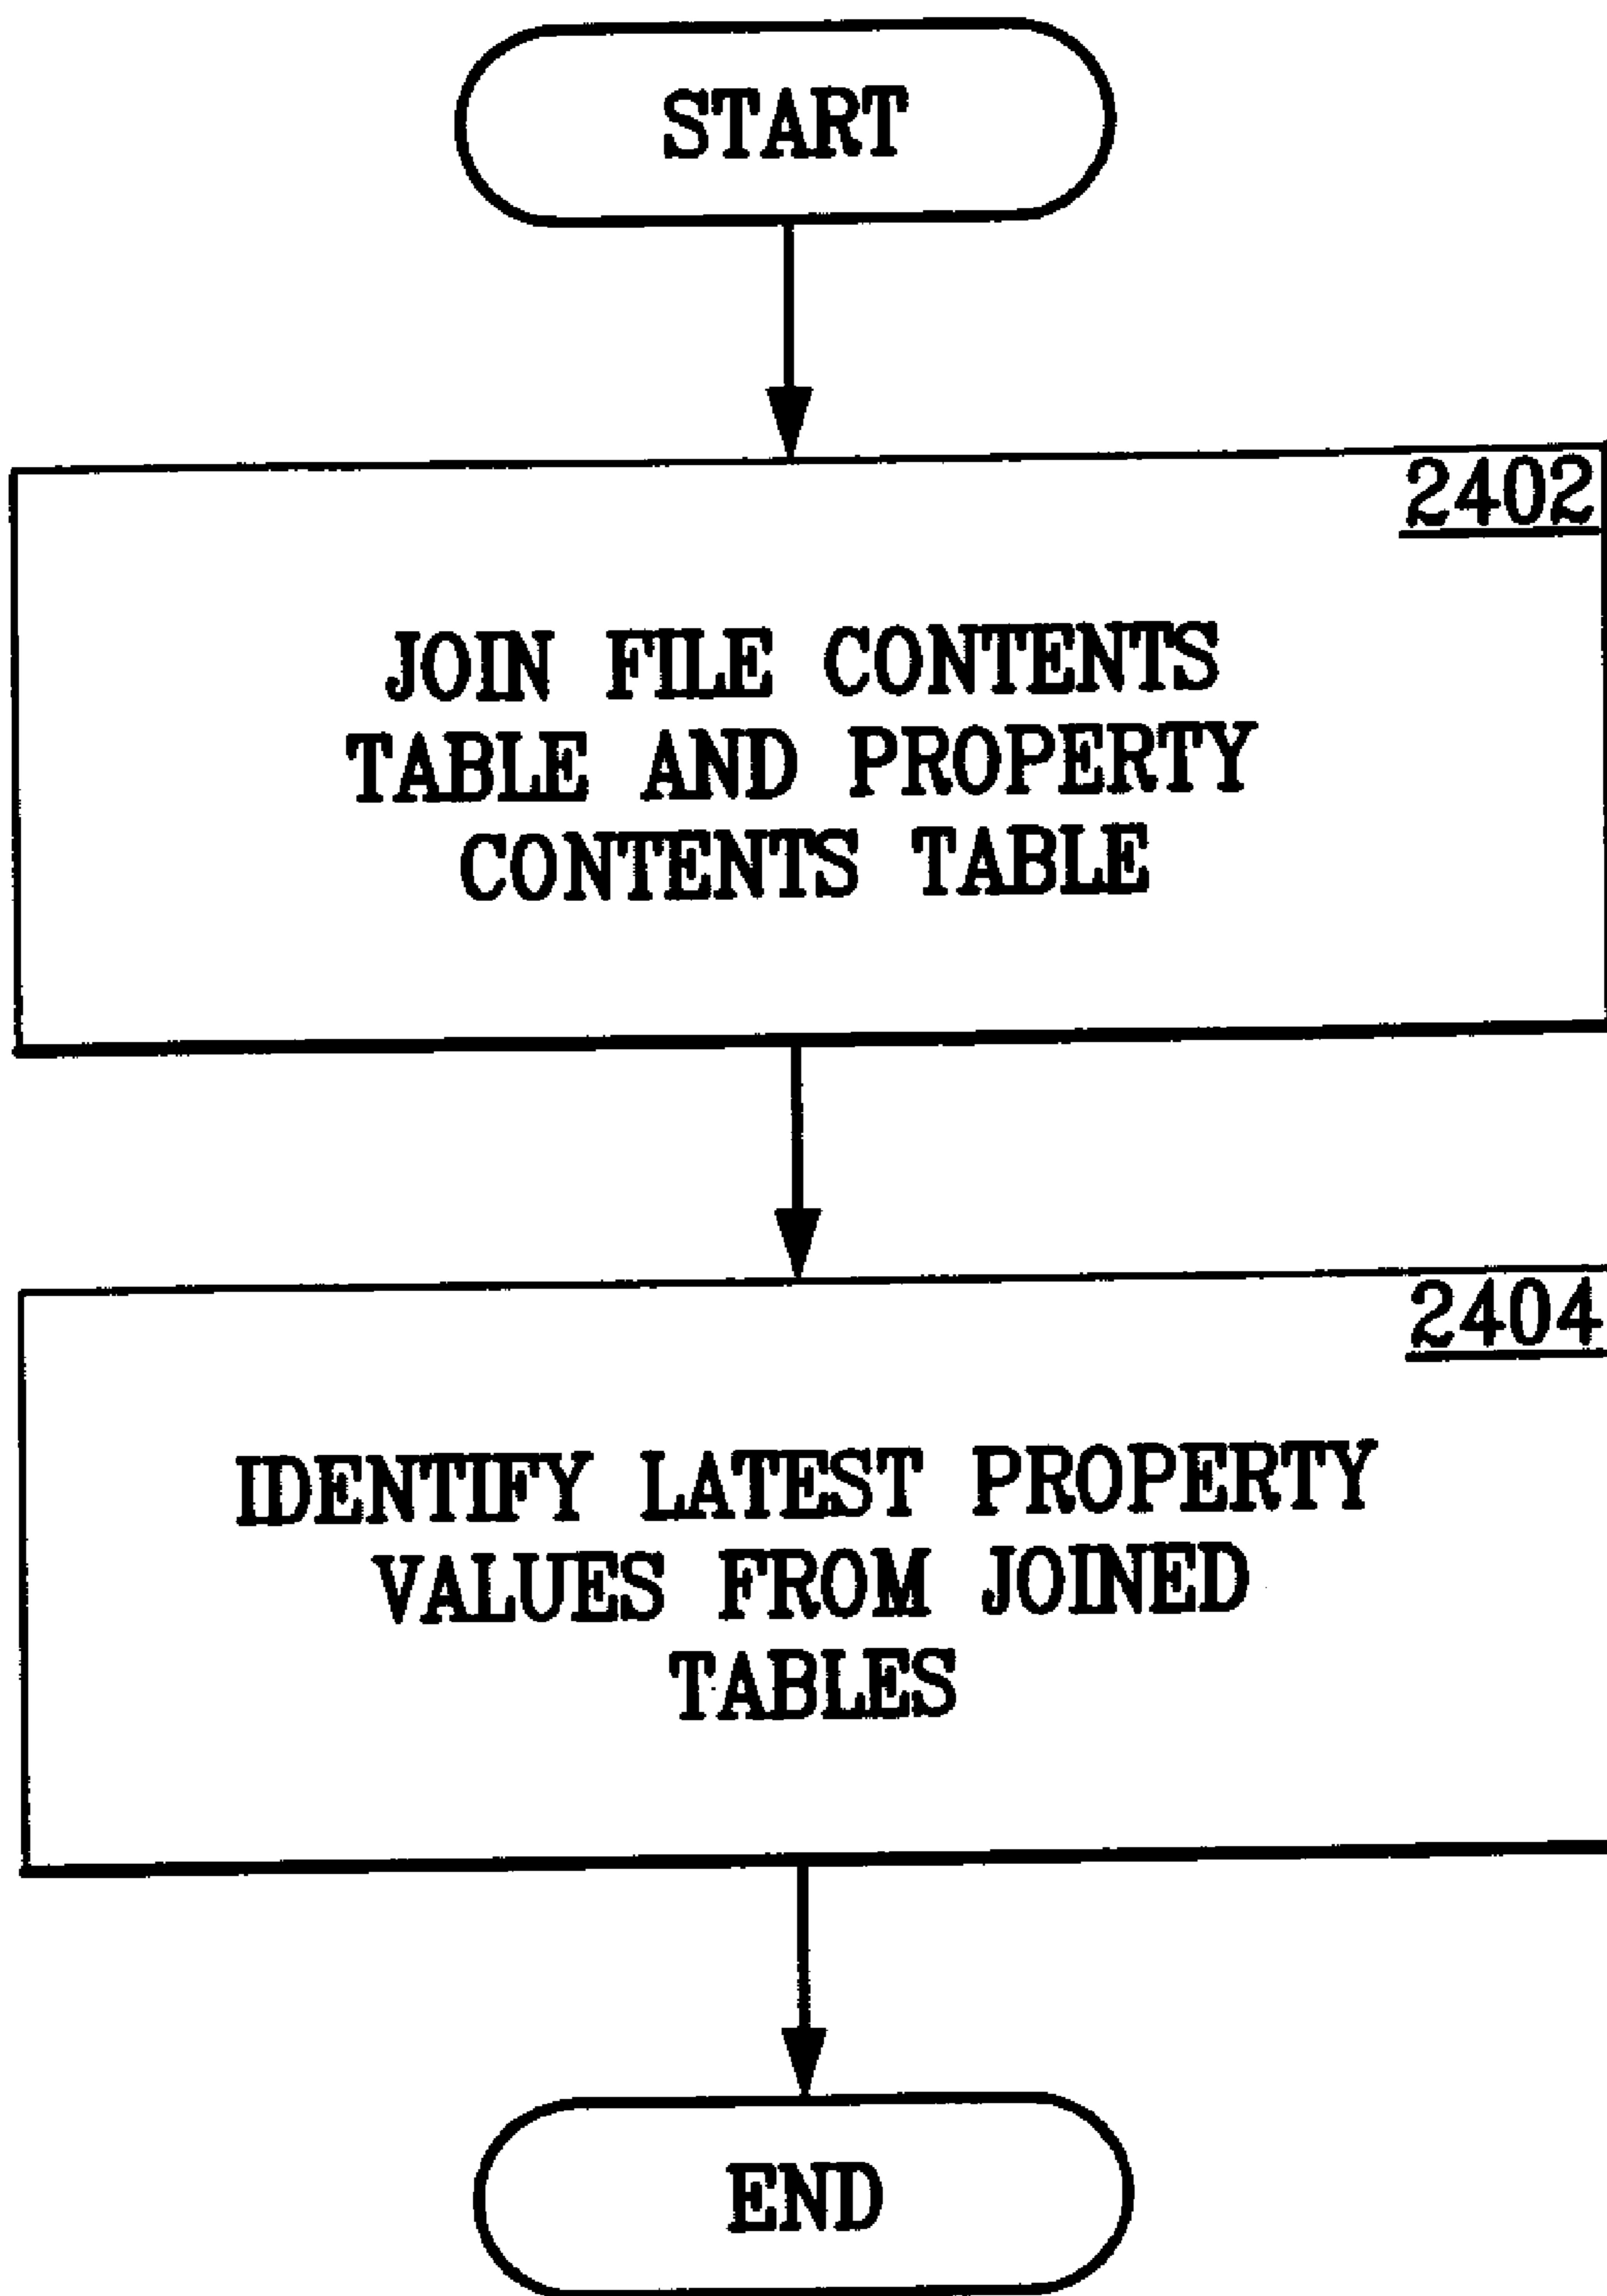 START
2402
JOIN FILE CONTENTS
TABLE AND PROPERTY
CONTENTS TABLE
2404
IDENTIFY LATEST PROPERTY
VALUES FROM JOINED
TABLES
END